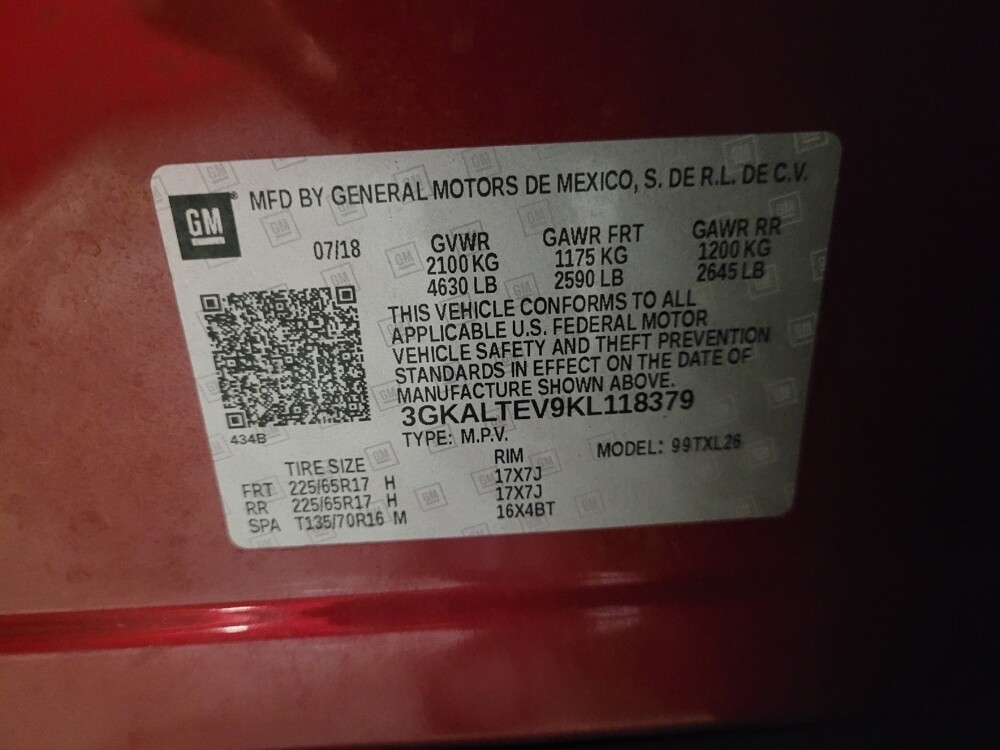 GM® MFD BY GENERAL MOTORS DE MEXICO, S. DE R.L. DE C.V.
07/18 GVWR GAWR FRT GAWR RR
2100 KG 1175 KG 1200 KG
4630 LB 2590 LB 2645 LB
THIS VEHICLE CONFORMS TO ALL
APPLICABLE U.S. FEDERAL MOTOR
VEHICLE SAFETY AND THEFT PREVENTION
STANDARDS IN EFFECT ON THE DATE OF
MANUFACTURE SHOWN ABOVE.
3GKALTEV9KL118379
434B
TYPE: M.P.V. MODEL: 99TXL26
TIRE SIZE RIM
FRT 225/65R17 H 17X7J
RR 225/65R17 H 17X7J
SPA T135/70R16 M 16X4BT